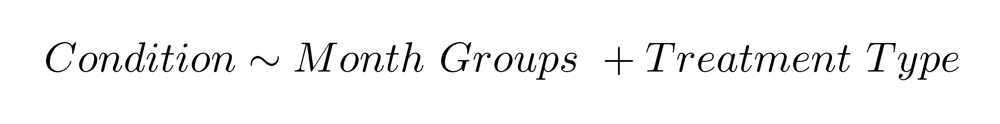 Condition ~ Month Groups + Treatment Type